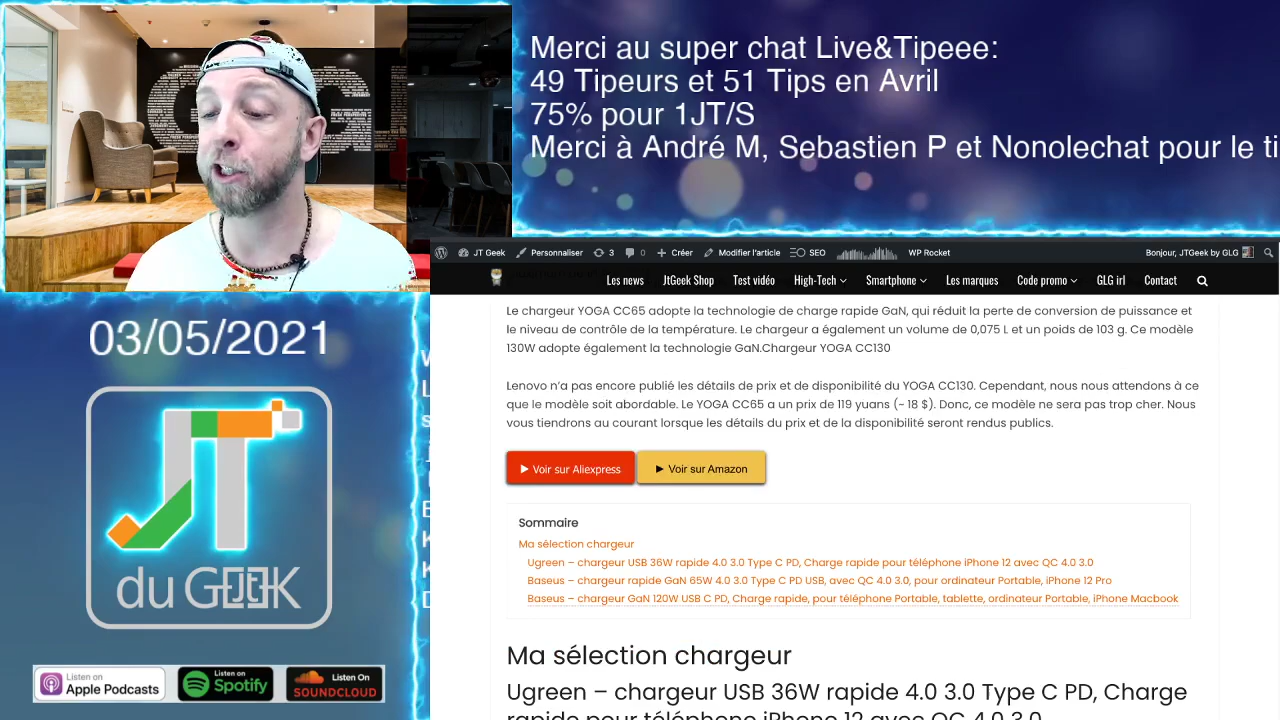 Merci au super chat Live&Tipeee:
49 Tipeurs et 51 Tips en Avril
75% pour 1JT/S
Merci à André M, Sebastien P et Nonolechat pour le ti
JT Geek
Personnaliser
3
0
Créer
Modifier l'article
SEO
WP Rocket
Bonjour, JTGeek by GLG
Les news
JtGeek Shop
Test vidéo
High-Tech
Smartphone
Les marques
Code promo
GLG irl
Contact
Le chargeur YOGA CC65 adopte la technologie de charge rapide GaN, qui réduit la perte de conversion de puissance et
le niveau de contrôle de la température. Le chargeur a également un volume de 0,075 L et un poids de 103 g. Ce modèle
130W adopte également la technologie GaN.Chargeur YOGA CC130
Lenovo n'a pas encore publié les détails de prix et de disponibilité du YOGA CC130. Cependant, nous nous attendons à ce
que le modèle soit abordable. Le YOGA CC65 a un prix de 119 yuans (~ 18 $). Donc, ce modèle ne sera pas trop cher. Nous
vous tiendrons au courant lorsque les détails du prix et de la disponibilité seront rendus publics.
▶ Voir sur Aliexpress
▶ Voir sur Amazon
Sommaire
Ma sélection chargeur
Ugreen – chargeur USB 36W rapide 4.0 3.0 Type C PD, Charge rapide pour téléphone iPhone 12 avec QC 4.0 3.0
Baseus – chargeur rapide GaN 65W 4.0 3.0 Type C PD USB, avec QC 4.0 3.0, pour ordinateur Portable, iPhone 12 Pro
Baseus – chargeur GaN 120W USB C PD, Charge rapide, pour téléphone Portable, tablette, ordinateur Portable, iPhone Macbook
Ma sélection chargeur
Ugreen – chargeur USB 36W rapide 4.0 3.0 Type C PD, Charge
rapide pour téléphone iPhone 12 avec QC 4.0 3.0
03/05/2021
JT
du GEEK
Listen on
Apple Podcasts
Listen on
Spotify
Listen On
SOUNDCLOUD